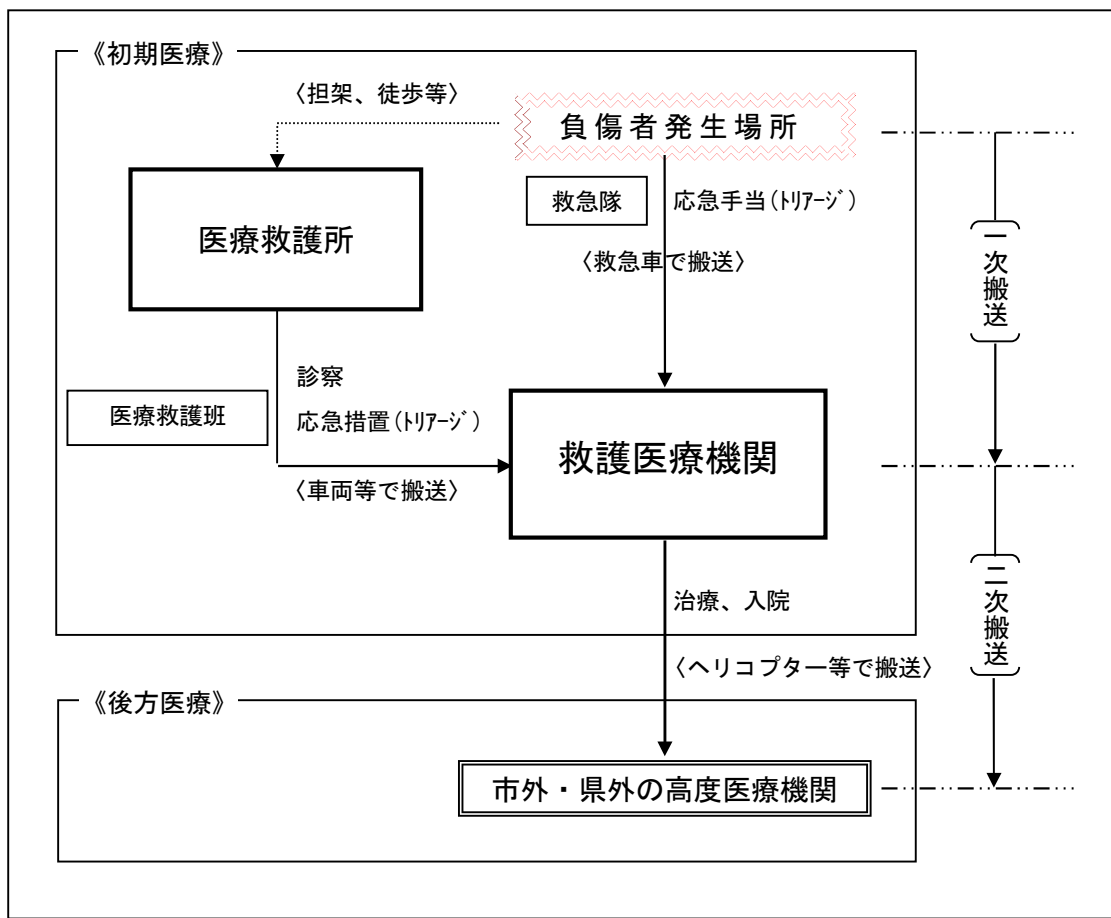 《初期医療》
〈担架、徒歩等〉
負傷者発生場所
救急隊
応急手当(ﾄﾘｱｰｼﾞ)
医療救護所
〈救急車で搬送〉
一次搬送
診察
医療救護班
応急措置(ﾄﾘｱｰｼﾞ)
救護医療機関
〈車両等で搬送〉
治療、入院
二次搬送
〈ヘリコプター等で搬送〉
《後方医療》
市外・県外の高度医療機関